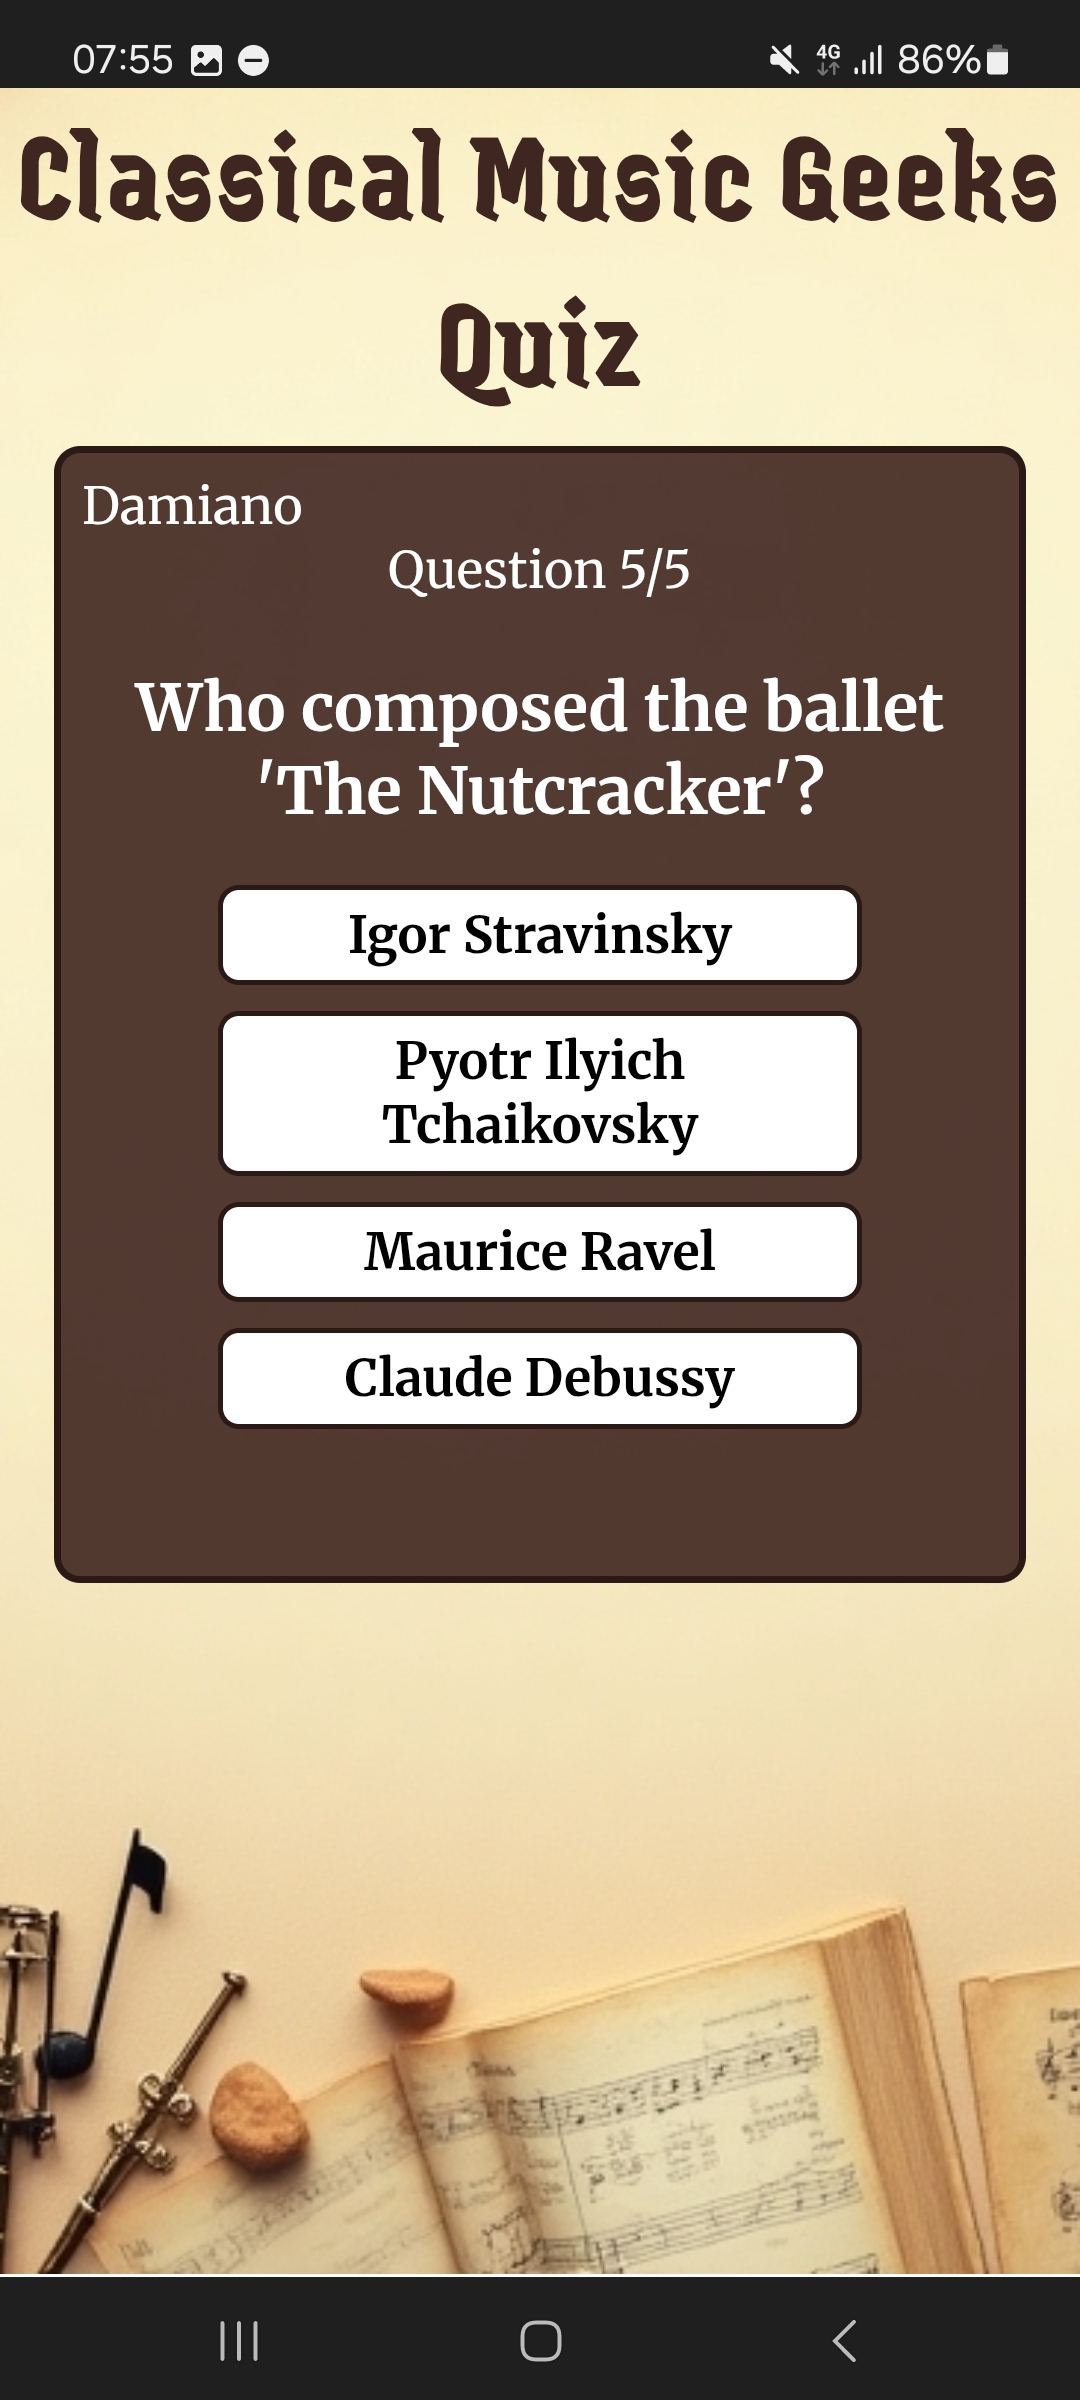 07:55
4G
86%
Classical Music Geeks
Quiz
Damiano
Question 5/5
Who composed the ballet
'The Nutcracker'?
Igor Stravinsky
Pyotr Ilyich
Tchaikovsky
Maurice Ravel
Claude Debussy